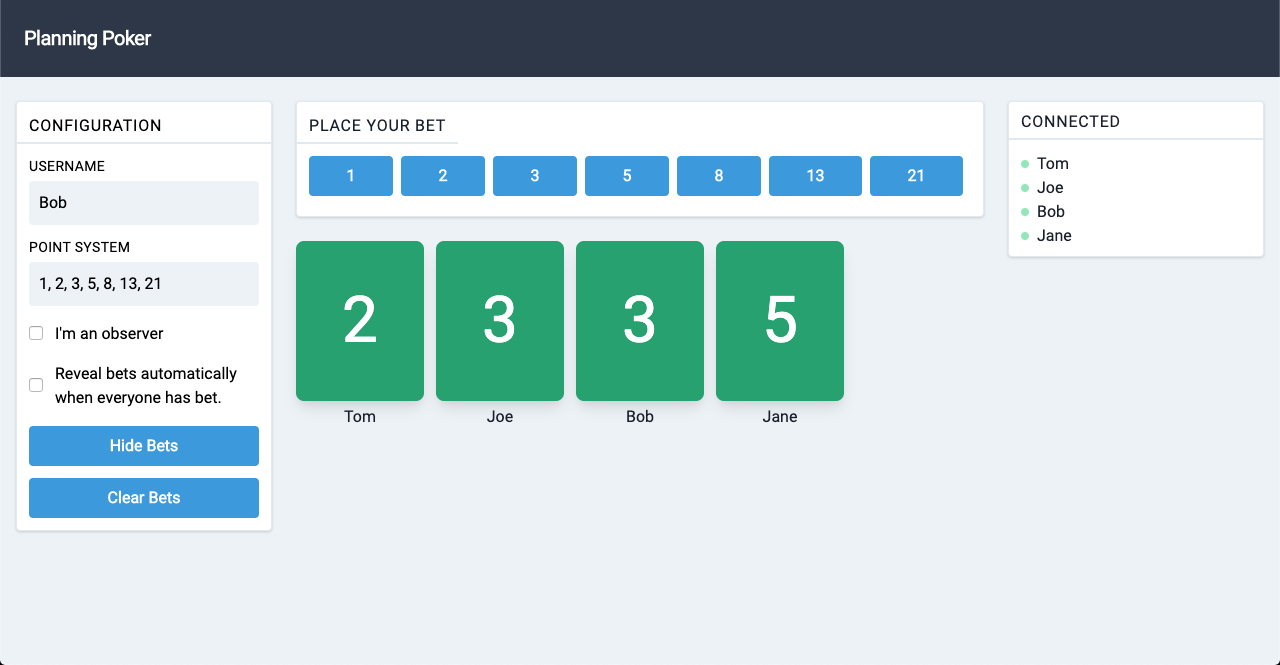 Planning Poker
CONFIGURATION
USERNAME
Bob
POINT SYSTEM
1, 2, 3, 5, 8, 13, 21
I'm an observer
Reveal bets automatically
when everyone has bet.
Hide Bets
Clear Bets
PLACE YOUR BET
1 2 3 5 8 13 21
2 3 3 5
Tom Joe Bob Jane
CONNECTED
Tom
Joe
Bob
Jane